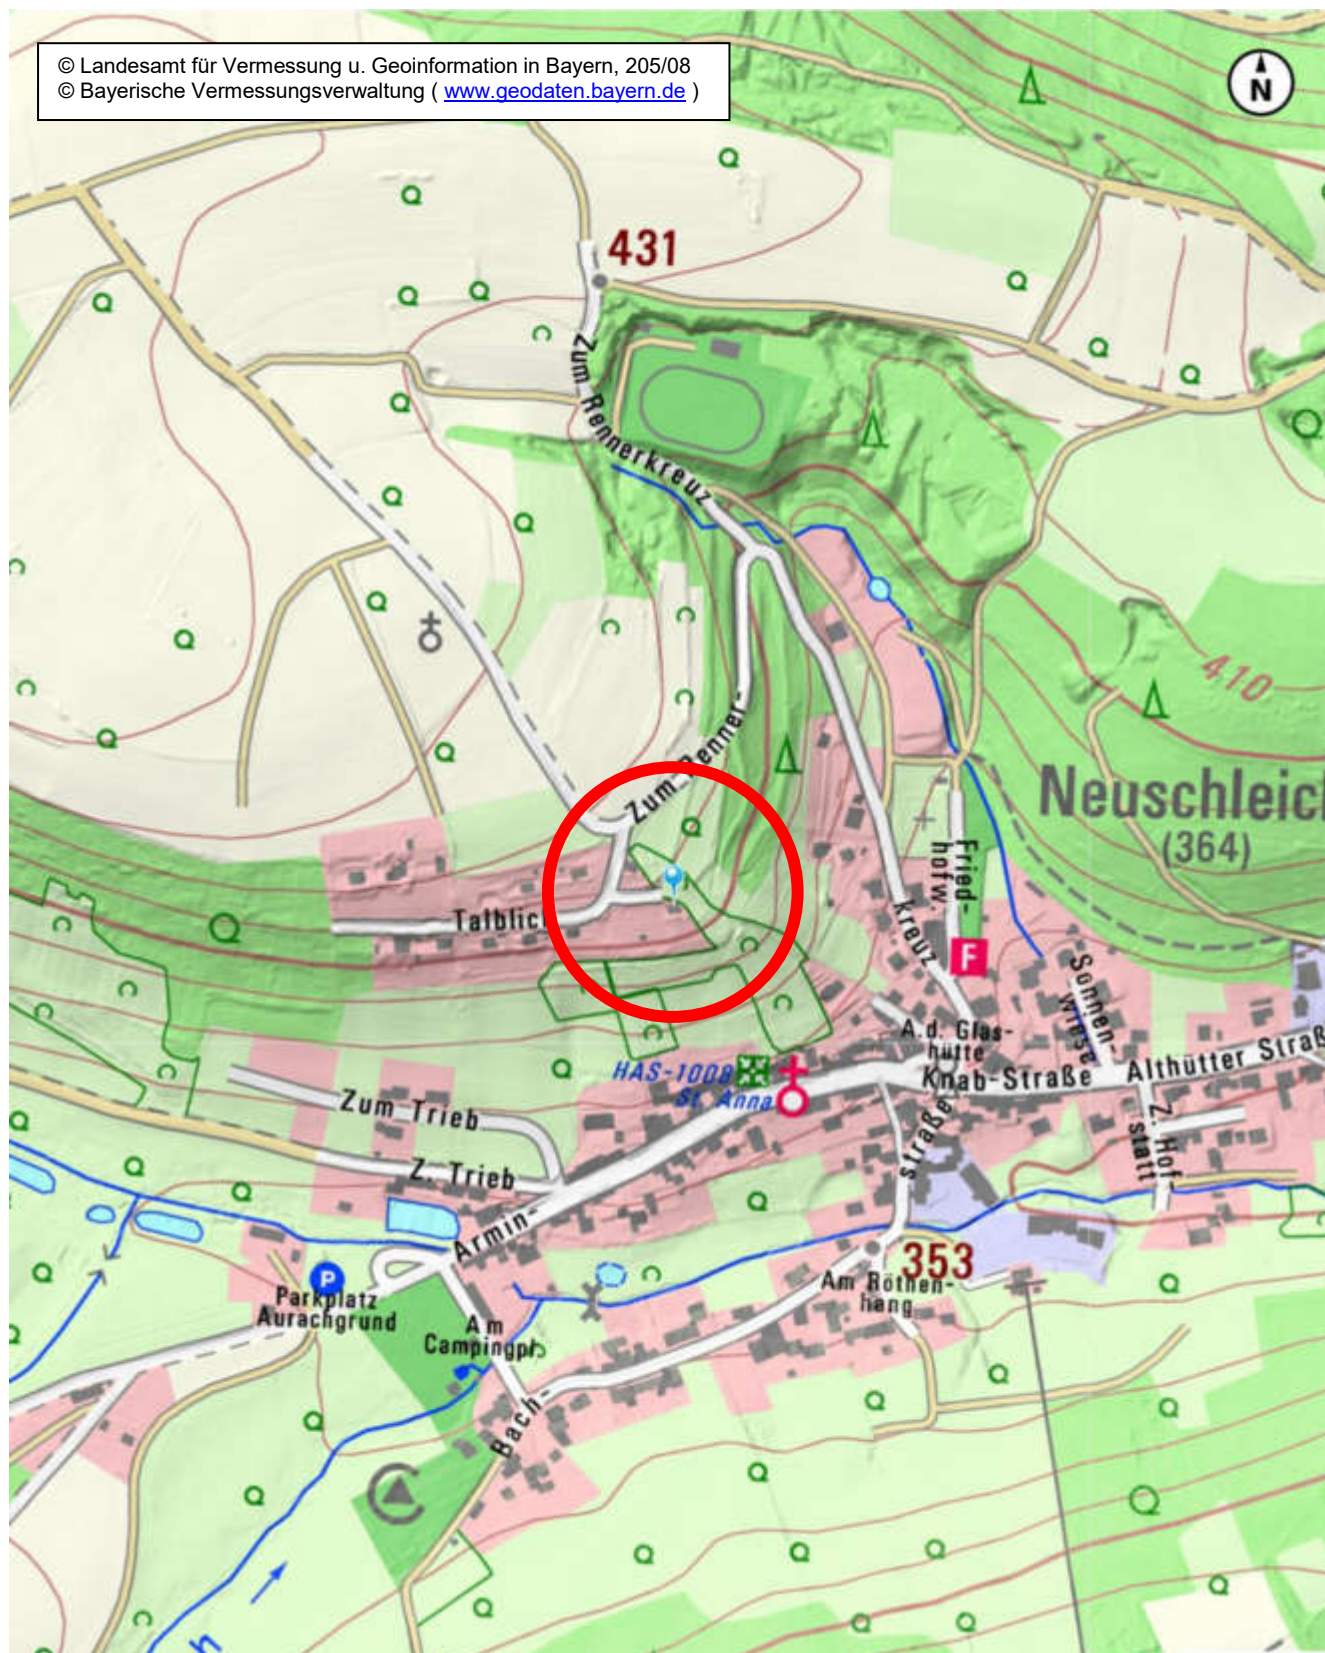 © Landesamt für Vermessung u. Geoinformation in Bayern, 205/08
© Bayerische Vermessungsverwaltung ( www.geodaten.bayern.de )
N
431
Zum Rennerkreuz
410
Zum Renner-
kreuz
Neuschleich
(364)
Fried-
hofw.
Talblick
F
Sonnen-
wiese
A.d. Glas-
hütte
HAS-1008
St. Anna
Knab-Straße
Althütter Straß
Zum Trieb
Z. Trieb
Z. Hof-
statt
straße
Armin-
P
Parkplatz
Aurachgrund
353
Am Röthen-
hang
Am
Campingpl.
Bach-
h